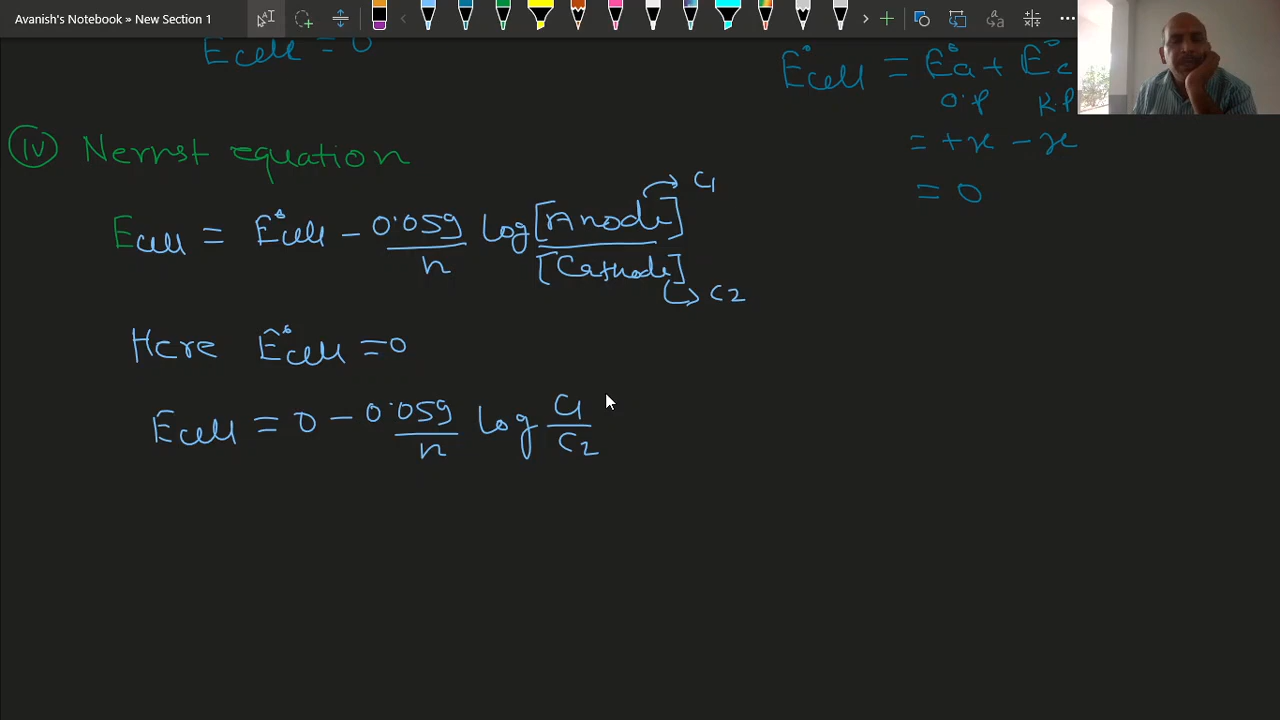 Avanish's Notebook » New Section 1
Ecell = 0
E°cell = E°a + E°c
O.P R.P
= +x - x
= 0
(iv) Nernst equation
Ecell = E°cell - 0.059/n log [Anode]/[Cathode]
C1
C2
Here E°cell = 0
Ecell = 0 - 0.059/n log C1/C2